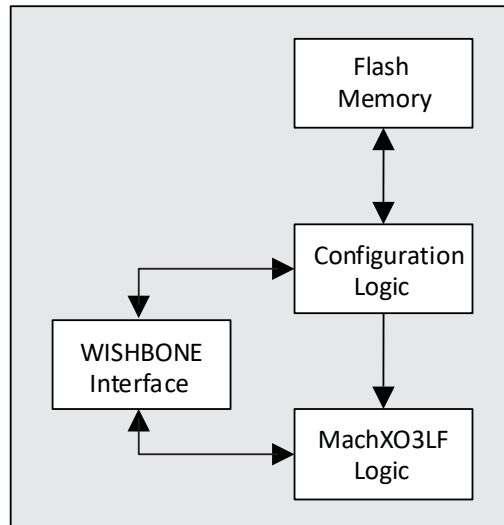 Flash
Memory
Configuration
Logic
WISHBONE
Interface
MachXO3LF
Logic